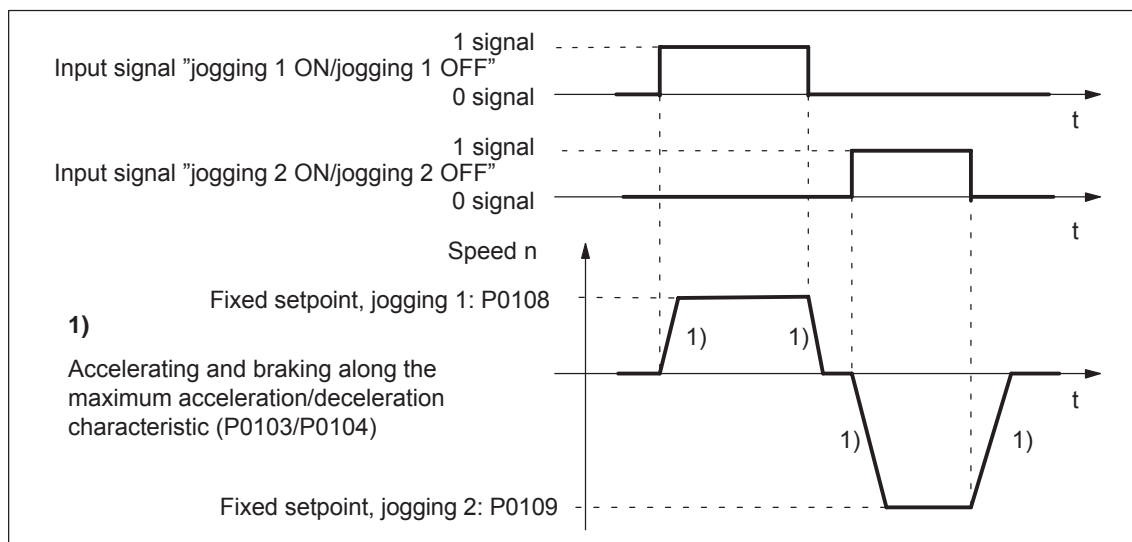 1 signal
Input signal ”jogging 1 ON/jogging 1 OFF”
0 signal
t
1 signal
Input signal ”jogging 2 ON/jogging 2 OFF”
0 signal
t
Speed n
Fixed setpoint, jogging 1: P0108
1)
1)
1)
Accelerating and braking along the
maximum acceleration/deceleration
characteristic (P0103/P0104)
t
1)
1)
Fixed setpoint, jogging 2: P0109